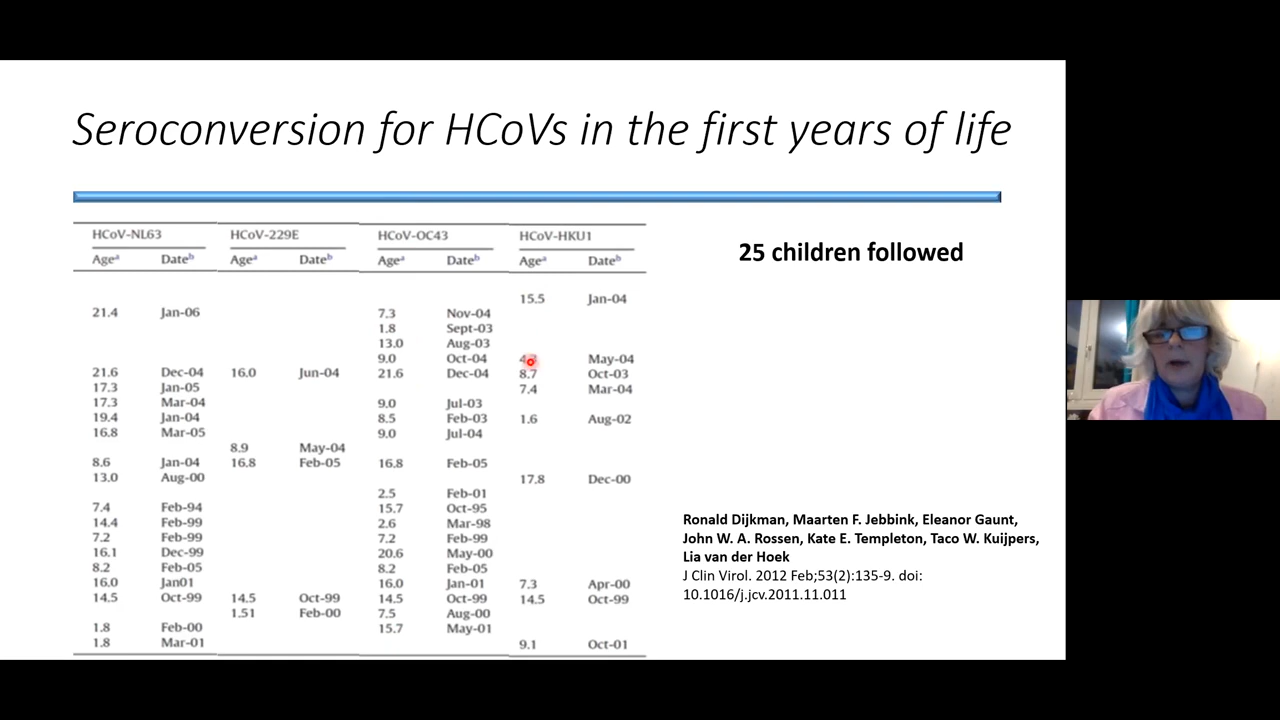 Seroconversion for HCoVs in the first years of life
HCoV-NL63 HCoV-229E HCoV-OC43 HCoV-HKU1
Ageᵃ Dateᵇ Ageᵃ Dateᵇ Ageᵃ Dateᵇ Ageᵃ Dateᵇ
15.5 Jan-04
21.4 Jan-06 7.3 Nov-04
1.8 Sept-03
13.0 Aug-03
9.0 Oct-04 May-04
21.6 Dec-04 16.0 Jun-04 21.6 Dec-04 8.7 Oct-03
17.3 Jan-05 7.4 Mar-04
17.3 Mar-04 9.0 Jul-03
19.4 Jan-04 8.5 Feb-03 1.6 Aug-02
16.8 Mar-05 9.0 Jul-04
8.9 May-04
8.6 Jan-04 16.8 Feb-05 16.8 Feb-05
13.0 Aug-00 17.8 Dec-00
2.5 Feb-01
7.4 Feb-94 15.7 Oct-95
14.4 Feb-99 2.6 Mar-98
7.2 Feb-99 7.2 Feb-99
16.1 Dec-99 20.6 May-00
8.2 Feb-05 8.2 Feb-05
16.0 Jan01 16.0 Jan-01 7.3 Apr-00
14.5 Oct-99 14.5 Oct-99 14.5 Oct-99 14.5 Oct-99
1.51 Feb-00 7.5 Aug-00
1.8 Feb-00 15.7 May-01
1.8 Mar-01 9.1 Oct-01
25 children followed
Ronald Dijkman, Maarten F. Jebbink, Eleanor Gaunt,
John W. A. Rossen, Kate E. Templeton, Taco W. Kuijpers,
Lia van der Hoek
J Clin Virol. 2012 Feb;53(2):135-9. doi:
10.1016/j.jcv.2011.11.011